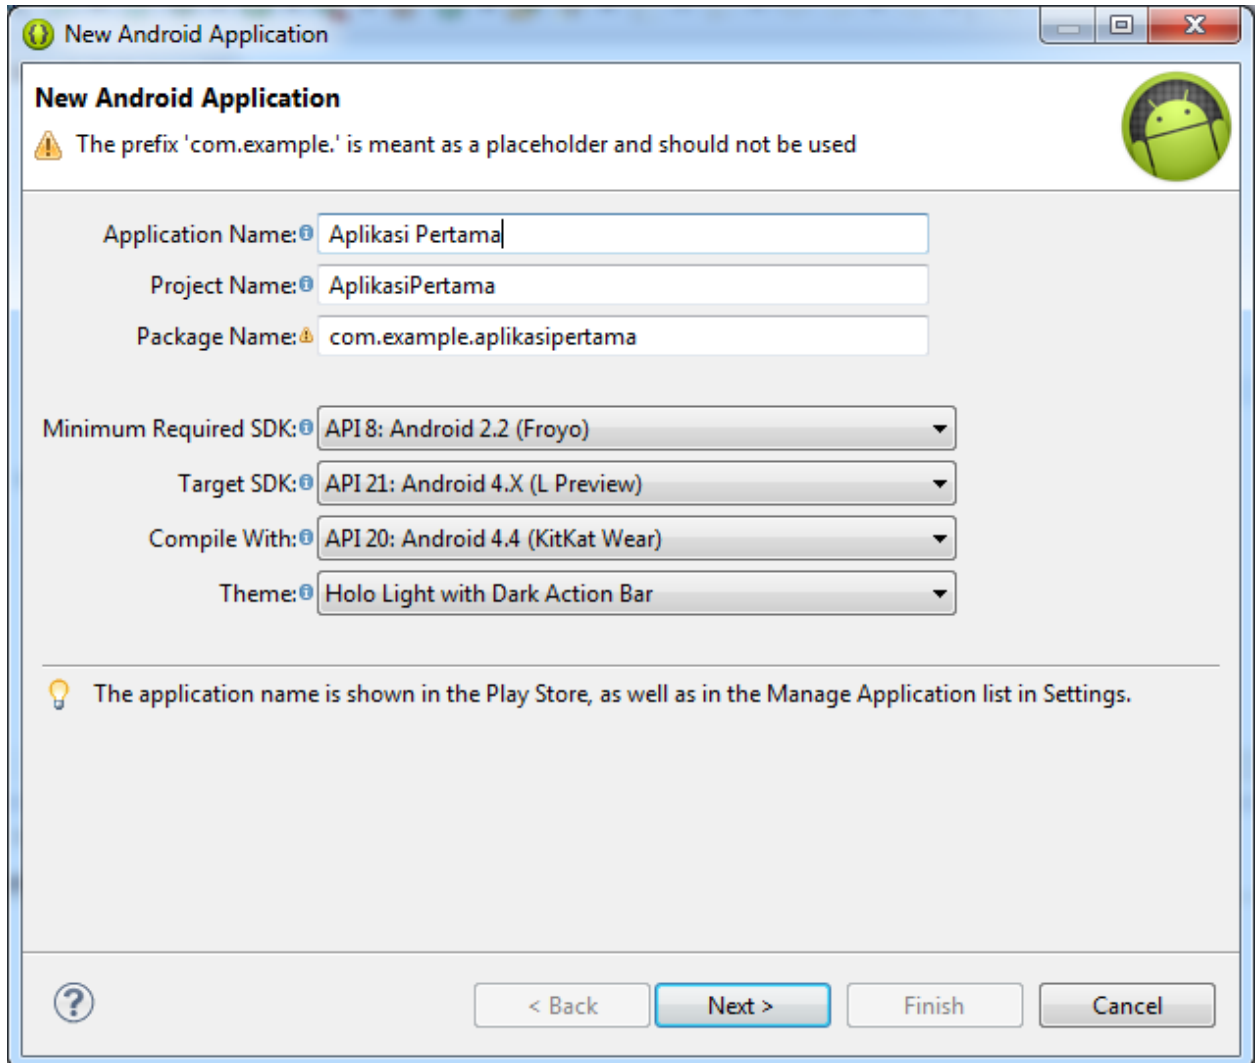 New Android Application
New Android Application
The prefix 'com.example.' is meant as a placeholder and should not be used
Application Name: Aplikasi Pertama
Project Name: AplikasiPertama
Package Name: com.example.aplikasipertama
Minimum Required SDK: API 8: Android 2.2 (Froyo)
Target SDK: API 21: Android 4.X (L Preview)
Compile With: API 20: Android 4.4 (KitKat Wear)
Theme: Holo Light with Dark Action Bar
The application name is shown in the Play Store, as well as in the Manage Application list in Settings.
< Back Next > Finish Cancel